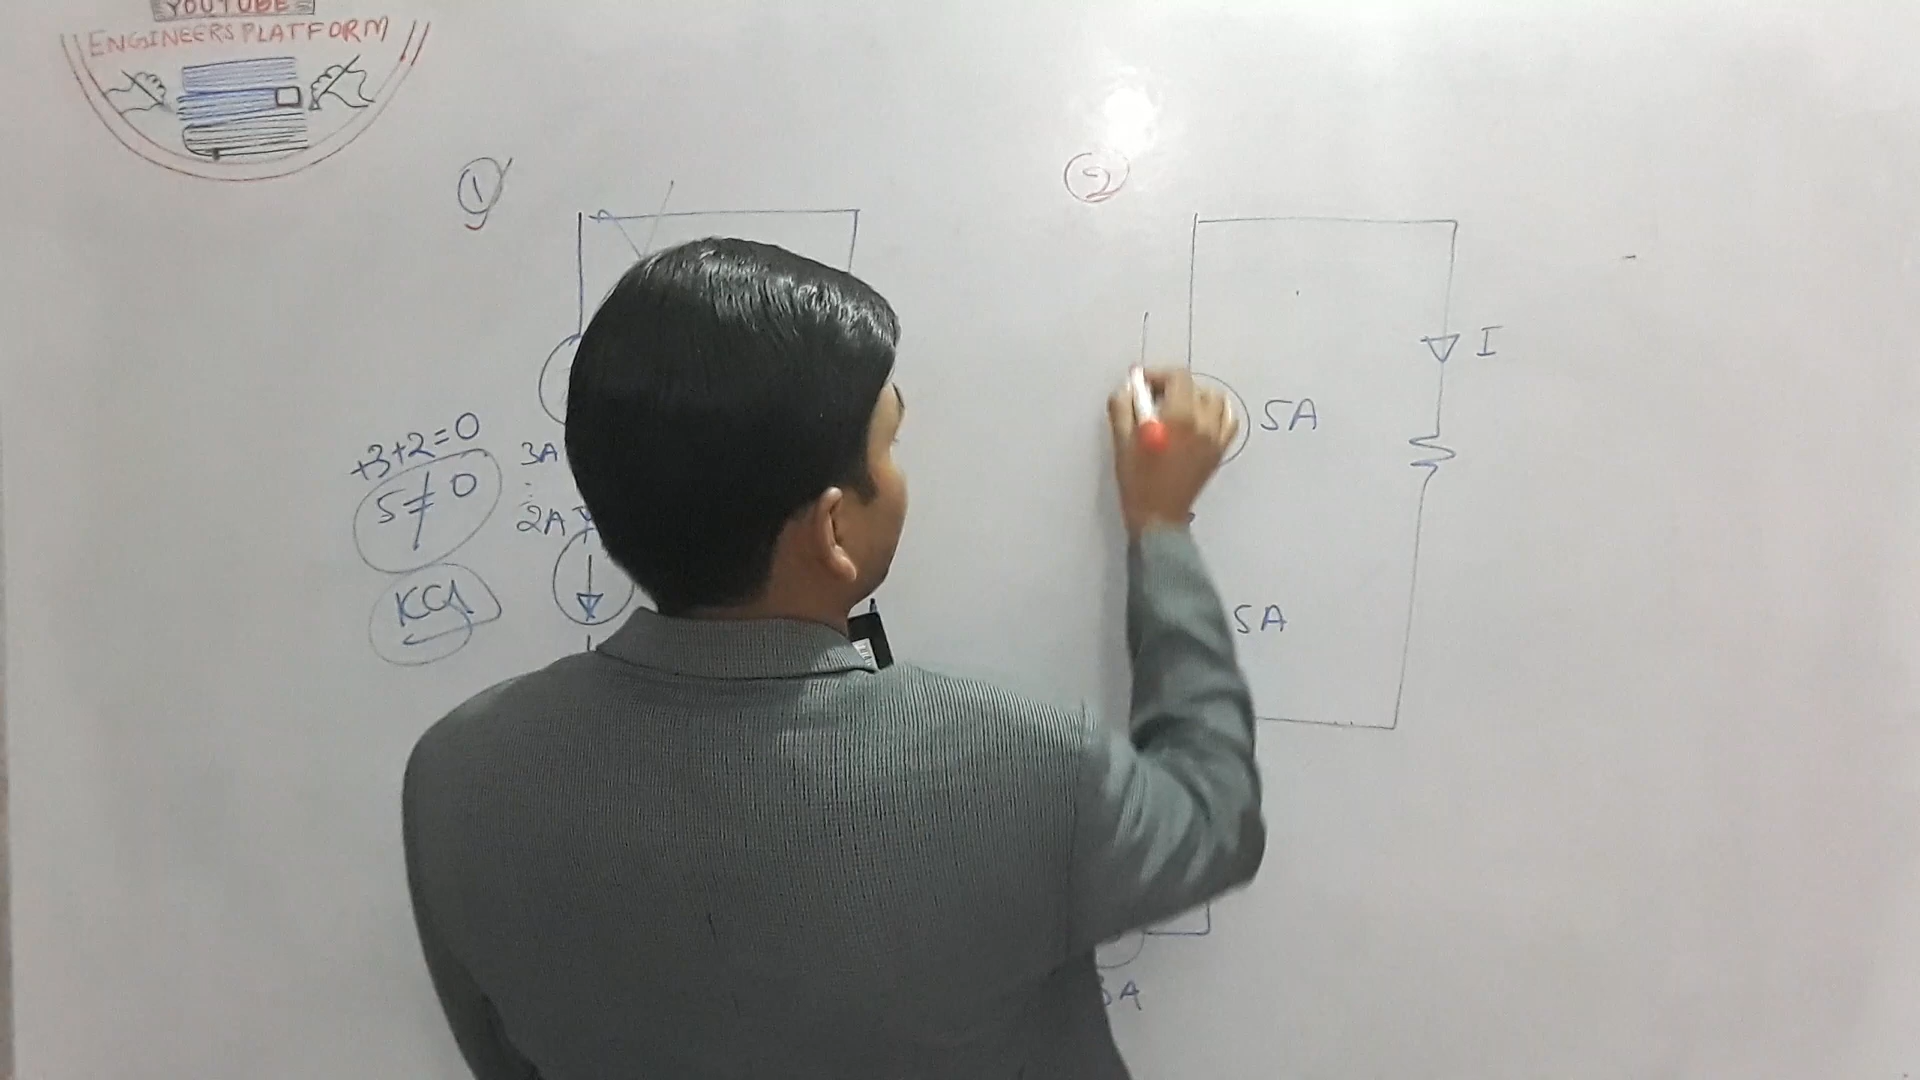 YOUTUBE
ENGINEERS PLATFORM
1
2
I
5A
+3+2=0
5≠0
3A
2A
KCL
5A